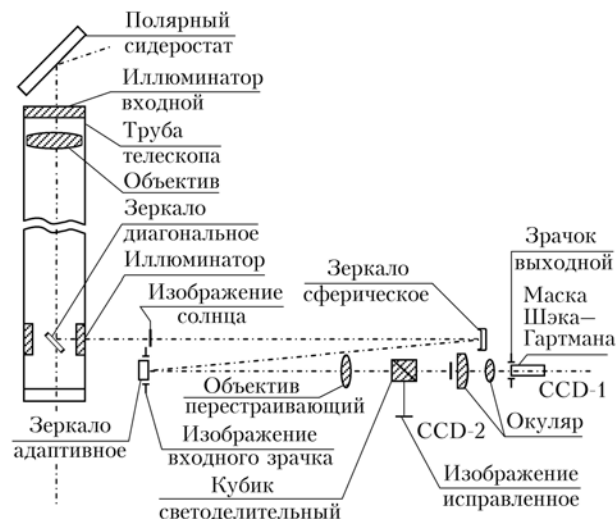 Полярный
сидеростат
Иллюминатор
входной
Труба
телескопа
Объектив
Зеркало
диагональное
Иллюминатор
Изображение
солнца
Зеркало
сферическое
Зрачок
выходной
Маска
Шэка—
Гартмана
CCD-1
Окуляр
Объектив
перестраивающий
CCD-2
Зеркало
адаптивное
Изображение
входного зрачка
Кубик
светоделительный
Изображение
исправленное